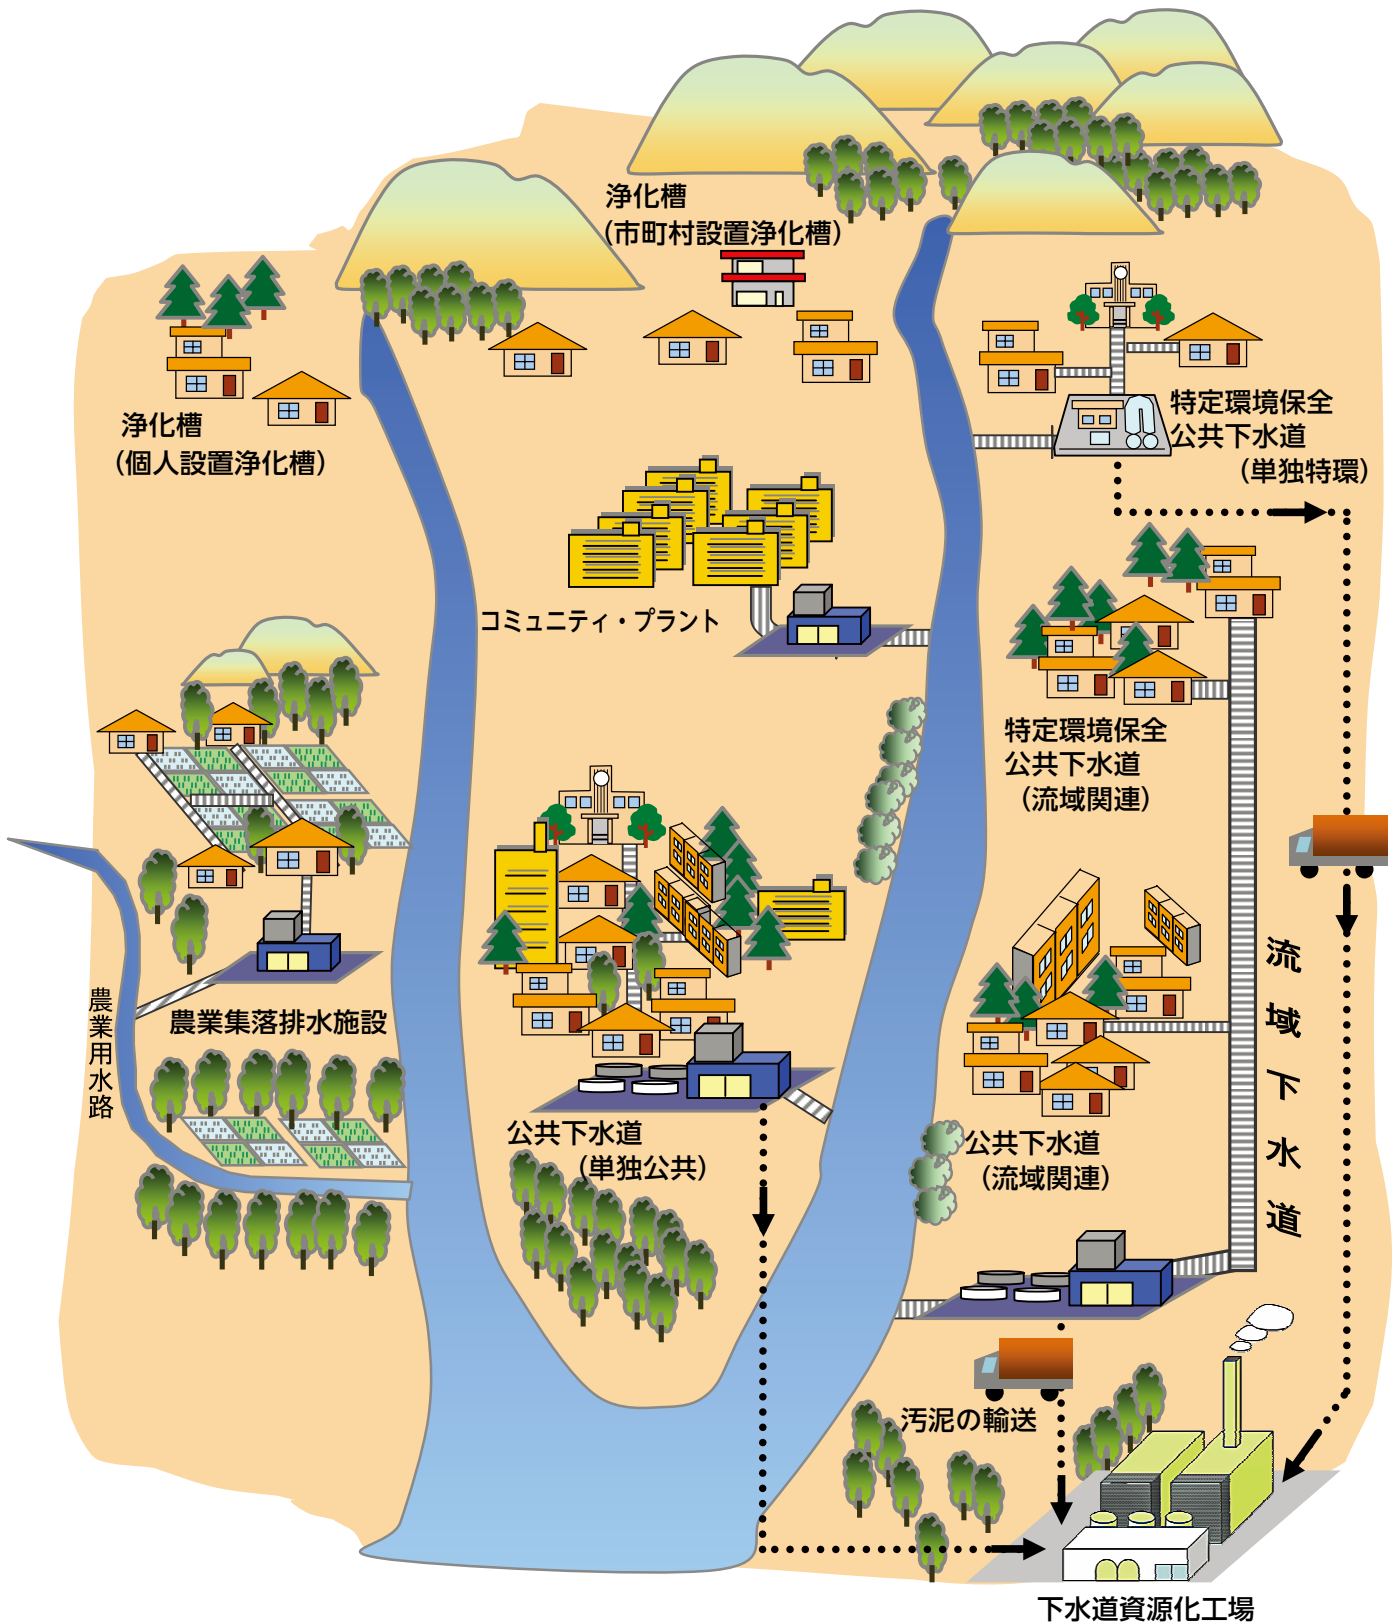 浄化槽
（市町村設置浄化槽）
浄化槽
（個人設置浄化槽）
特定環境保全
公共下水道
（単独特環）
コミュニティ・プラント
特定環境保全
公共下水道
（流域関連）
流域下水道
農業用水路
農業集落排水施設
公共下水道
（単独公共）
公共下水道
（流域関連）
汚泥の輸送
下水道資源化工場